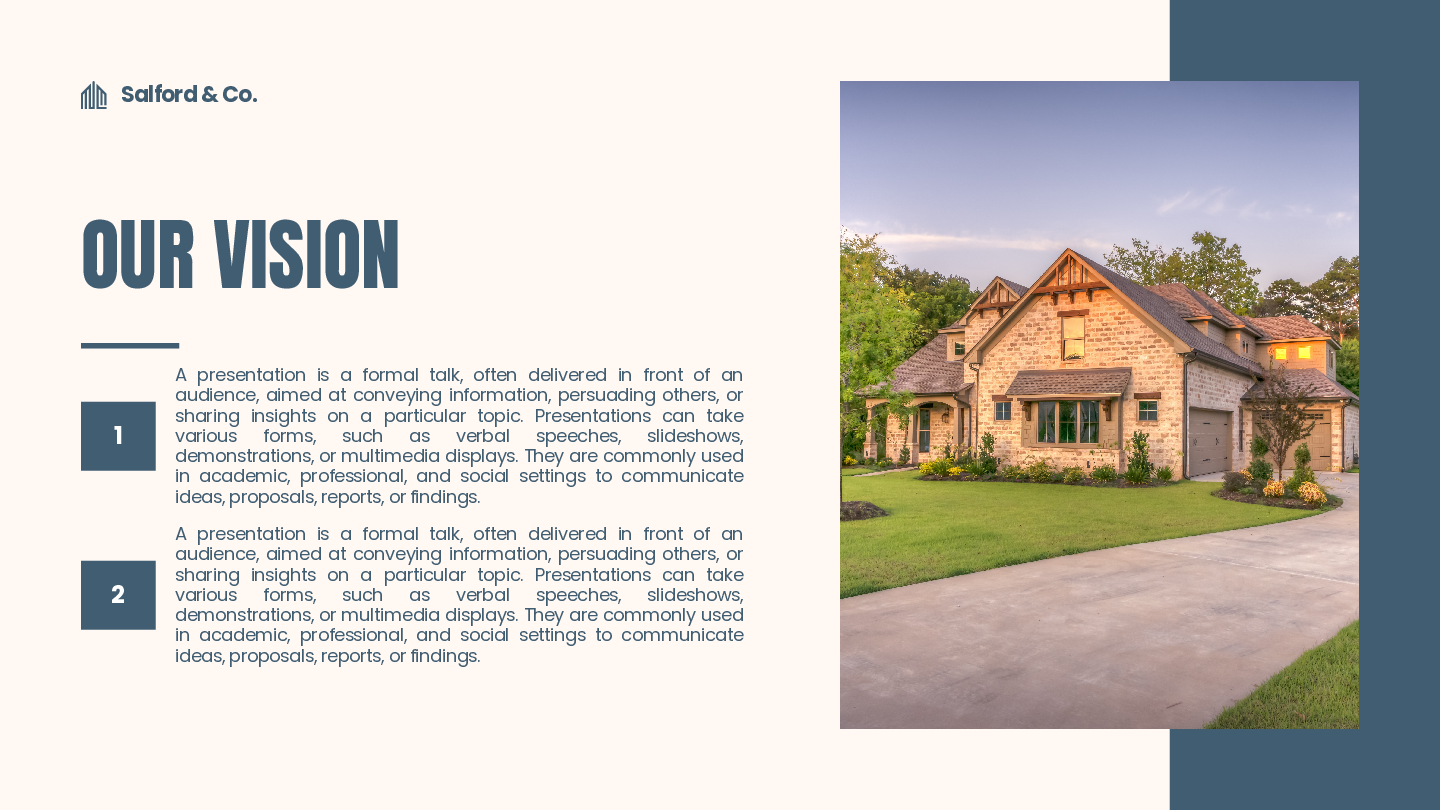 Salford & Co.
OUR VISION
1
A presentation is a formal talk, often delivered in front of an
audience, aimed at conveying information, persuading others, or
sharing insights on a particular topic. Presentations can take
various forms, such as verbal speeches, slideshows,
demonstrations, or multimedia displays. They are commonly used
in academic, professional, and social settings to communicate
ideas, proposals, reports, or findings.
2
A presentation is a formal talk, often delivered in front of an
audience, aimed at conveying information, persuading others, or
sharing insights on a particular topic. Presentations can take
various forms, such as verbal speeches, slideshows,
demonstrations, or multimedia displays. They are commonly used
in academic, professional, and social settings to communicate
ideas, proposals, reports, or findings.